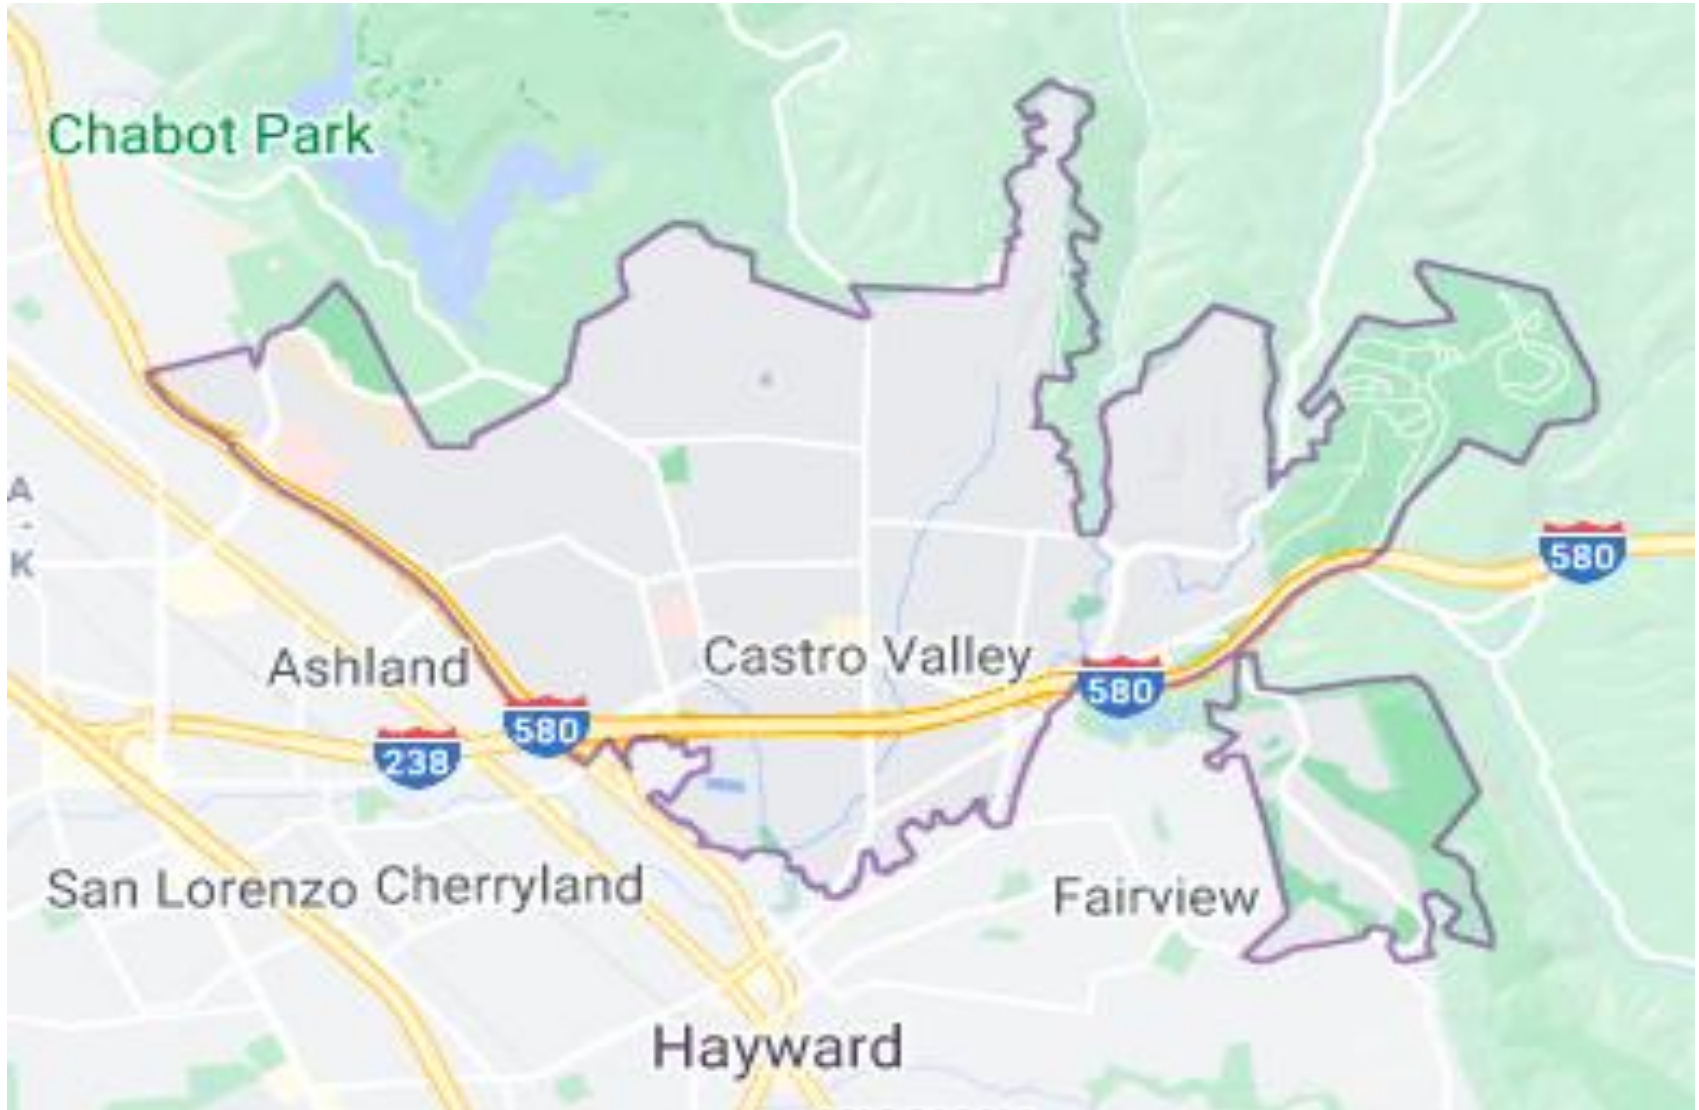 Chabot Park
A
-
K
580
Ashland
Castro Valley
580
580
238
San Lorenzo
Cherryland
Fairview
Hayward